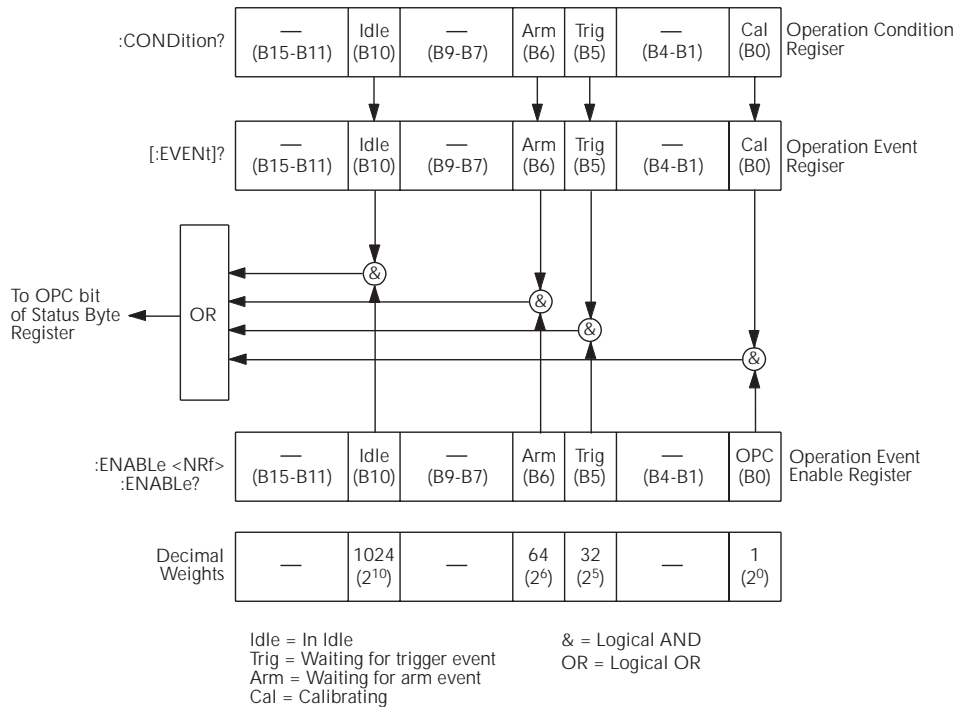 :CONDition?
— (B15-B11)
Idle (B10)
— (B9-B7)
Arm (B6)
Trig (B5)
— (B4-B1)
Cal (B0)
Operation Condition
Regiser
[:EVENt]?
— (B15-B11)
Idle (B10)
— (B9-B7)
Arm (B6)
Trig (B5)
— (B4-B1)
Cal (B0)
Operation Event
Regiser
&
&
&
&
To OPC bit
of Status Byte
Register
OR
:ENABLe <NRf>
:ENABLe?
— (B15-B11)
Idle (B10)
— (B9-B7)
Arm (B6)
Trig (B5)
— (B4-B1)
OPC (B0)
Operation Event
Enable Register
Decimal
Weights
—
1024 (2¹⁰)
—
64 (2⁶)
32 (2⁵)
—
1 (2⁰)
Idle = In Idle
Trig = Waiting for trigger event
Arm = Waiting for arm event
Cal = Calibrating
& = Logical AND
OR = Logical OR